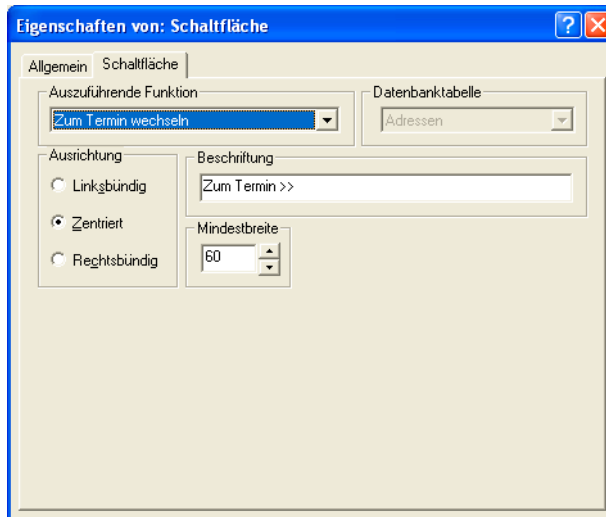 Eigenschaften von: Schaltfläche
Allgemein Schaltfläche
Auszuführende Funktion Datenbanktabelle
Zum Termin wechseln Adressen
Ausrichtung Beschriftung
Linksbündig Zum Termin >>
Zentriert Mindestbreite
Rechtsbündig 60